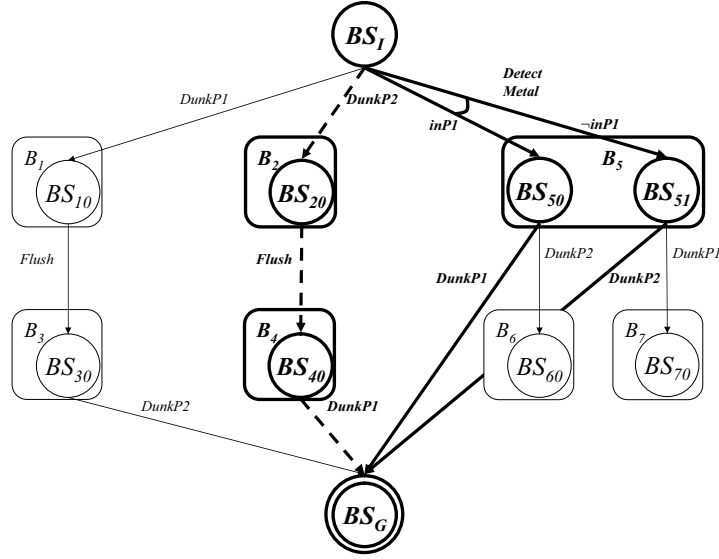 BS_I
Detect
Metal
DunkP1
DunkP2
inP1
¬inP1
B_1
BS_10
B_2
BS_20
B_5
BS_50
BS_51
Flush
Flush
DunkP1
DunkP2
DunkP2
DunkP1
B_3
BS_30
B_4
BS_40
B_6
BS_60
B_7
BS_70
DunkP2
DunkP1
BS_G